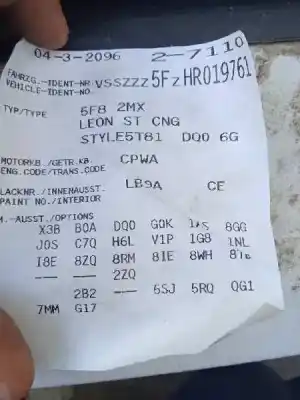 04-3-2096 2-7110
FAHRZG.-IDENT-NR. VSSZZZ5FZHR019761
VEHICLE-IDENT-NO.
TYP/TYPE 5F8 2MX
LEON ST CNG
STYLE5T81 DQ0 6G
MOTORKB./GETR.KB. CPWA
ENG.CODE/TRANS.CODE
LACKNR./INNENAUSST. LB9A CE
PAINT NO./INTERIOR
M.-AUSST./OPTIONS
X3B B0A DQ0 G0K 8GG
J0S C7Q H6L V1P 1G8 1NL
I8E 8ZQ 8RM 8IE 8WH
--- --- 2ZQ
2B2 --- 5SJ 5RQ QG1
7MM G17